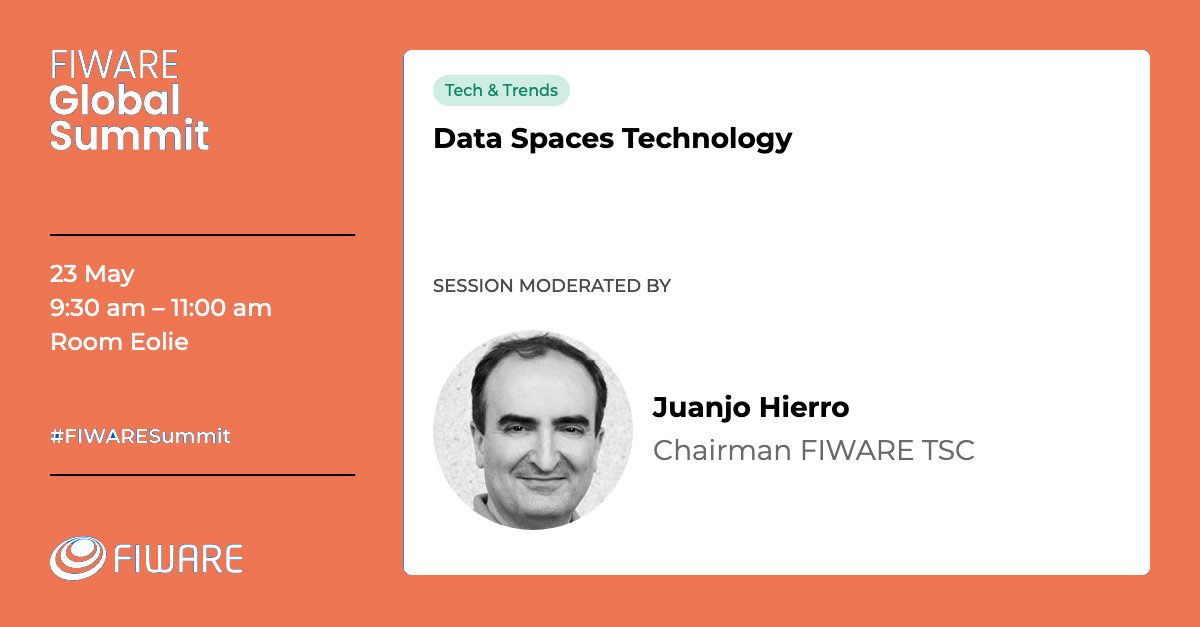 FIWARE
Global
Summit
23 May
9:30 am – 11:00 am
Room Eolie
#FIWARESummit
FIWARE
Tech & Trends
Data Spaces Technology
SESSION MODERATED BY
Juanjo Hierro
Chairman FIWARE TSC